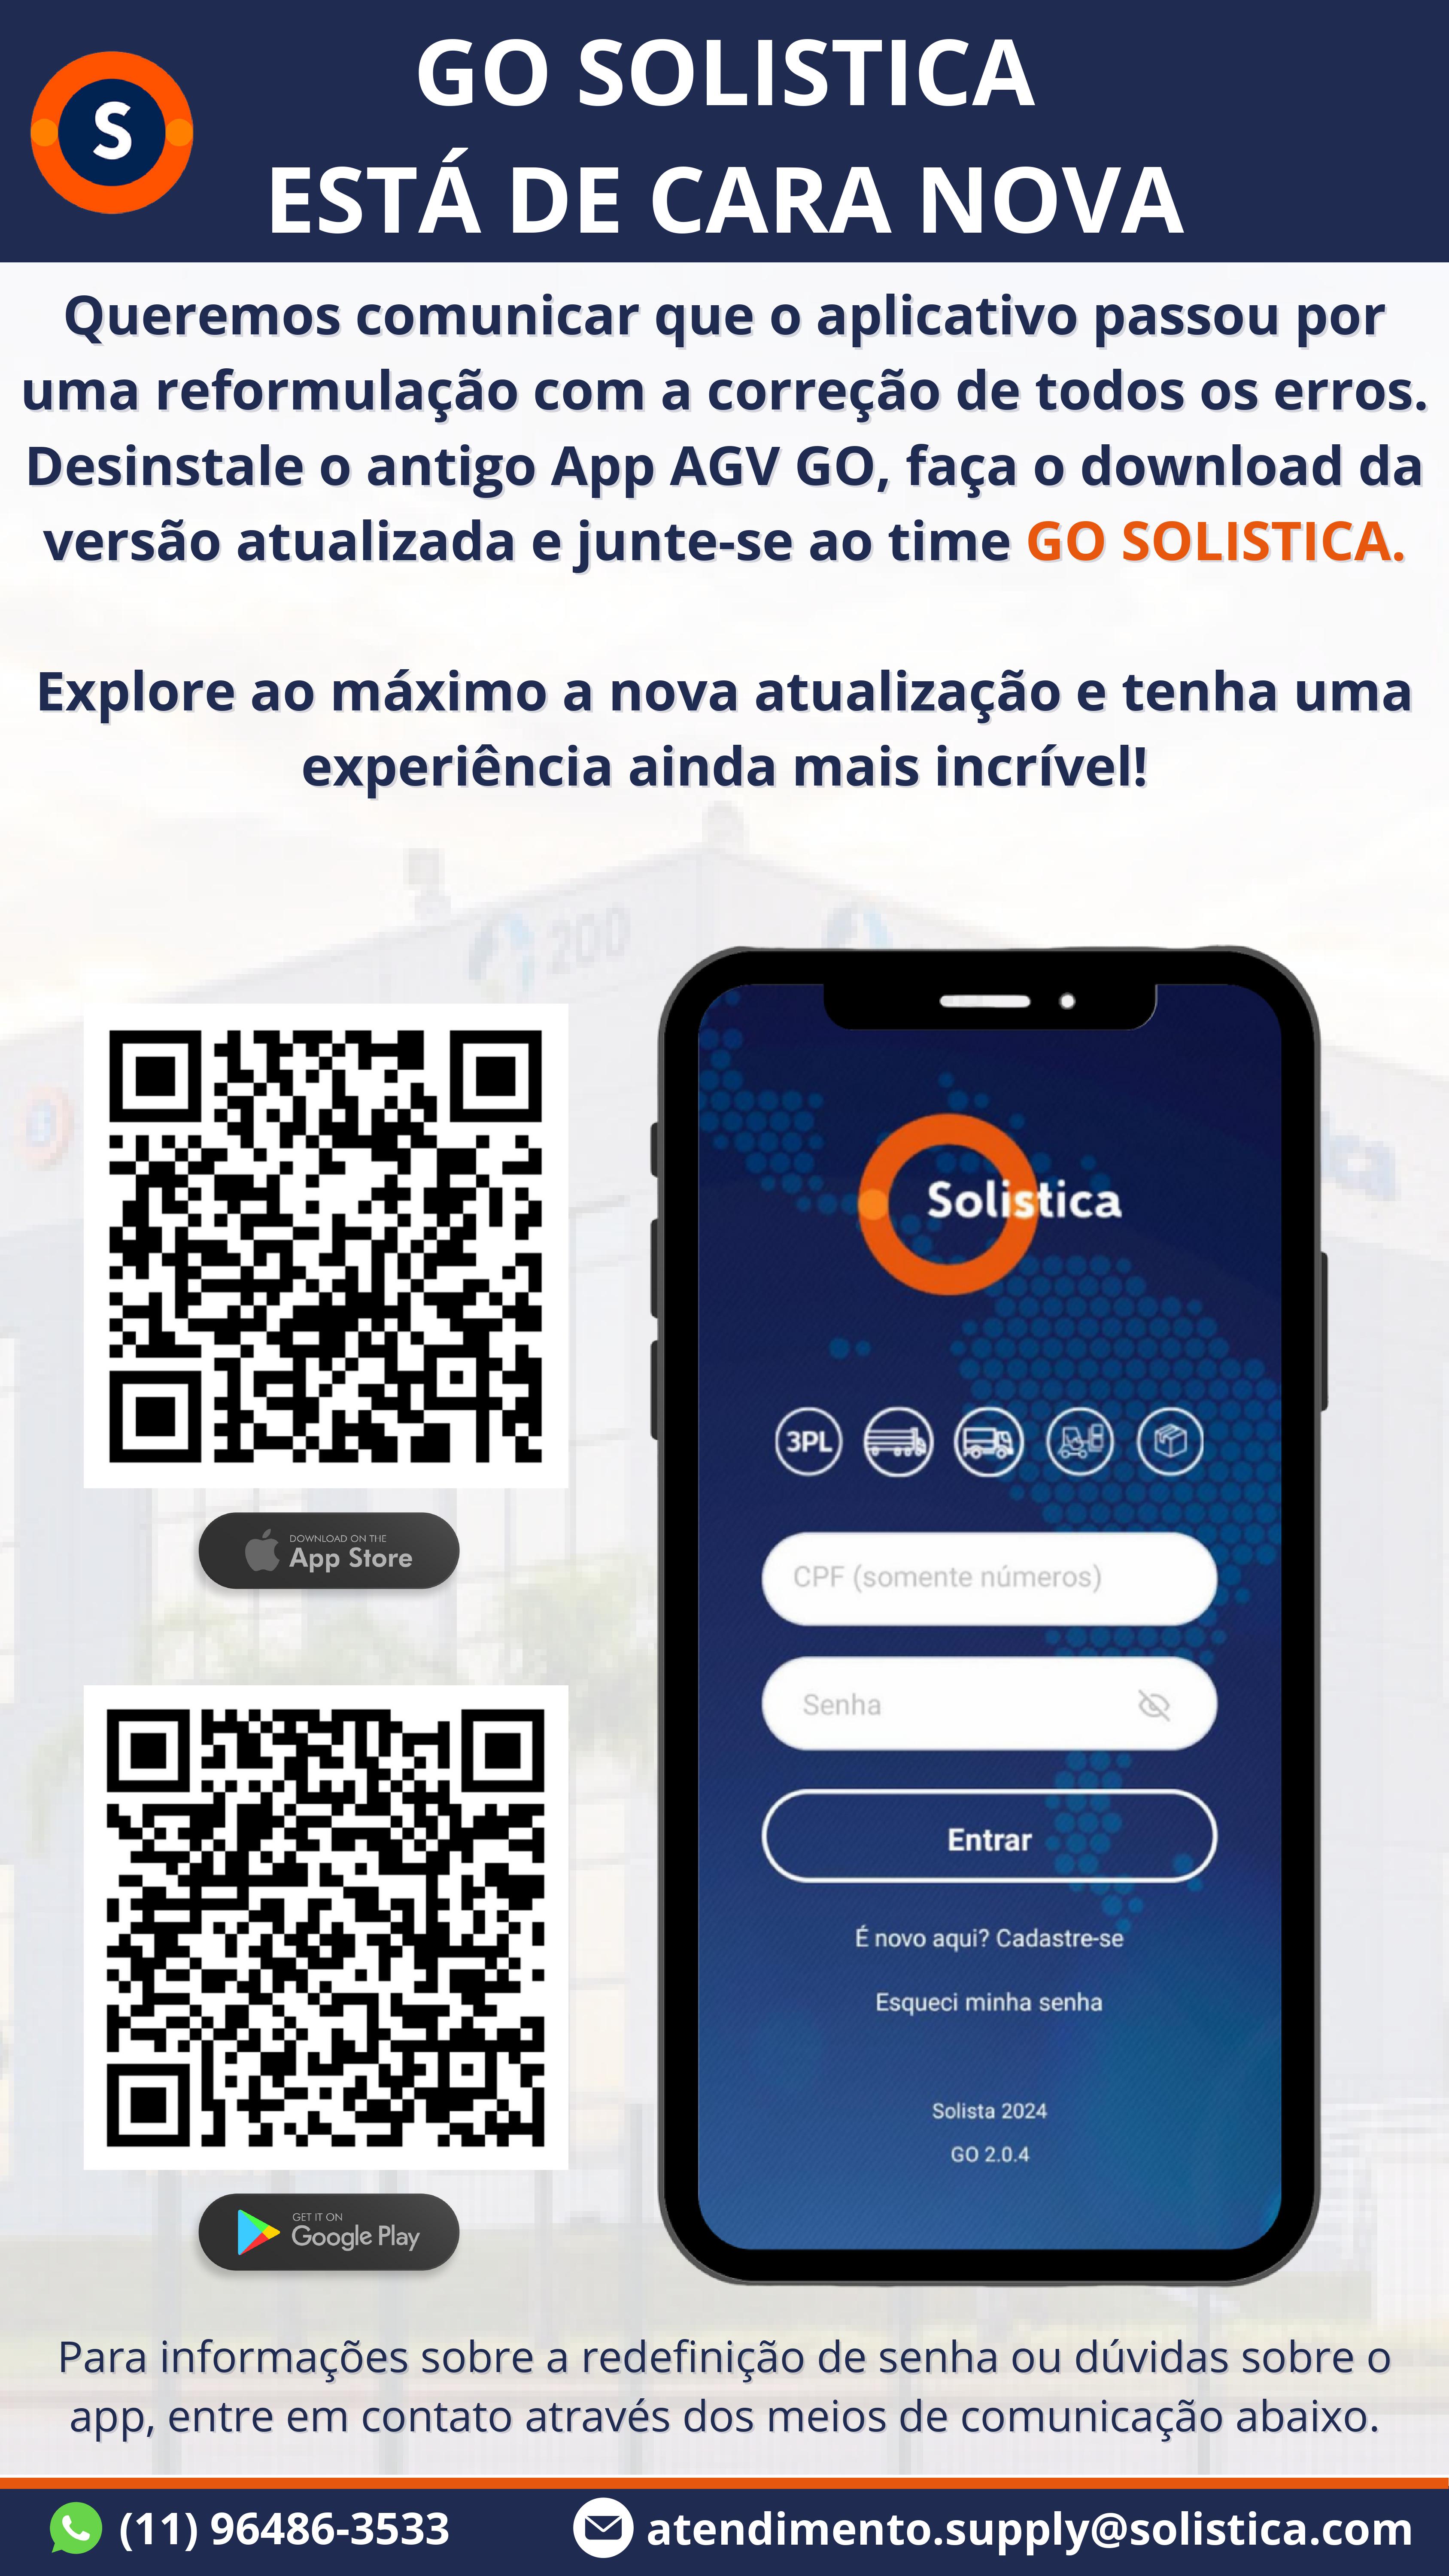 S
GO SOLISTICA
ESTÁ DE CARA NOVA
Queremos comunicar que o aplicativo passou por
uma reformulação com a correção de todos os erros.
Desinstale o antigo App AGV GO, faça o download da
versão atualizada e junte-se ao time GO SOLISTICA.
Explore ao máximo a nova atualização e tenha uma
experiência ainda mais incrível!
200
DOWNLOAD ON THE
App Store
GET IT ON
Google Play
Solistica
3PL
CPF (somente números)
Senha
Entrar
É novo aqui? Cadastre-se
Esqueci minha senha
Solista 2024
GO 2.0.4
Para informações sobre a redefinição de senha ou dúvidas sobre o
app, entre em contato através dos meios de comunicação abaixo.
(11) 96486-3533
atendimento.supply@solistica.com